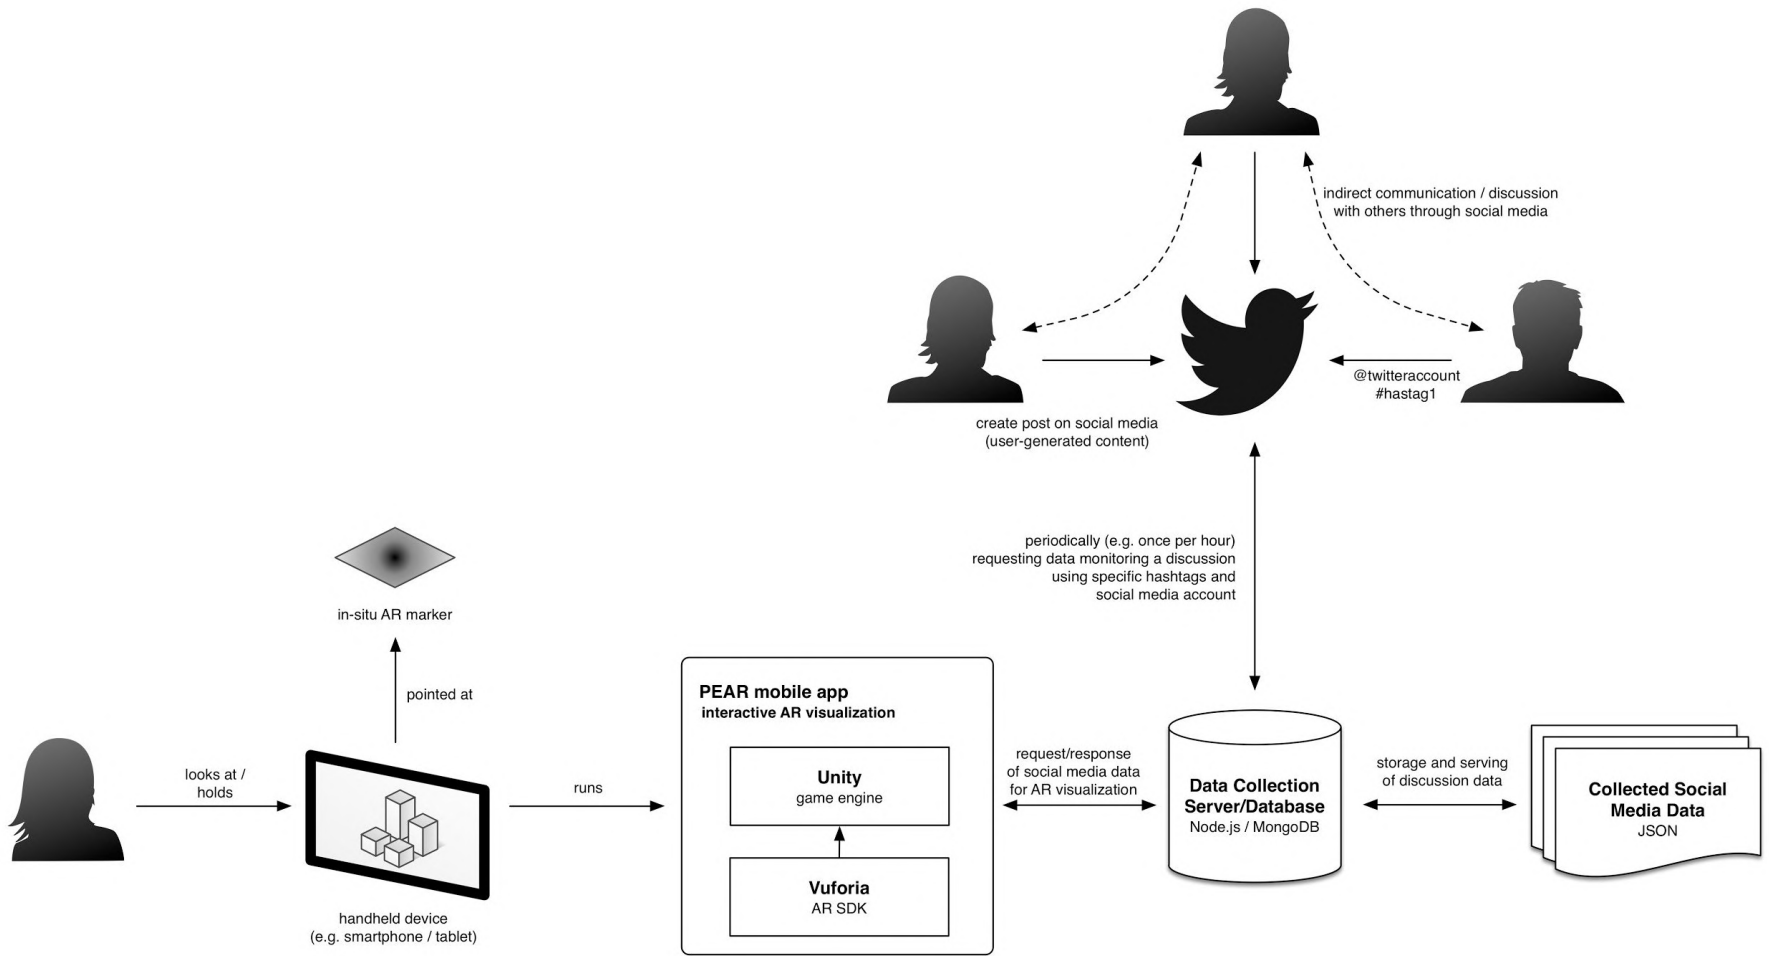 indirect communication / discussion
with others through social media
@twitteraccount
#hastag1
create post on social media
(user-generated content)
periodically (e.g. once per hour)
requesting data monitoring a discussion
using specific hashtags and
social media account
in-situ AR marker
pointed at
looks at /
holds
handheld device
(e.g. smartphone / tablet)
runs
PEAR mobile app
interactive AR visualization
Unity
game engine
Vuforia
AR SDK
request/response
of social media data
for AR visualization
Data Collection
Server/Database
Node.js / MongoDB
storage and serving
of discussion data
Collected Social
Media Data
JSON